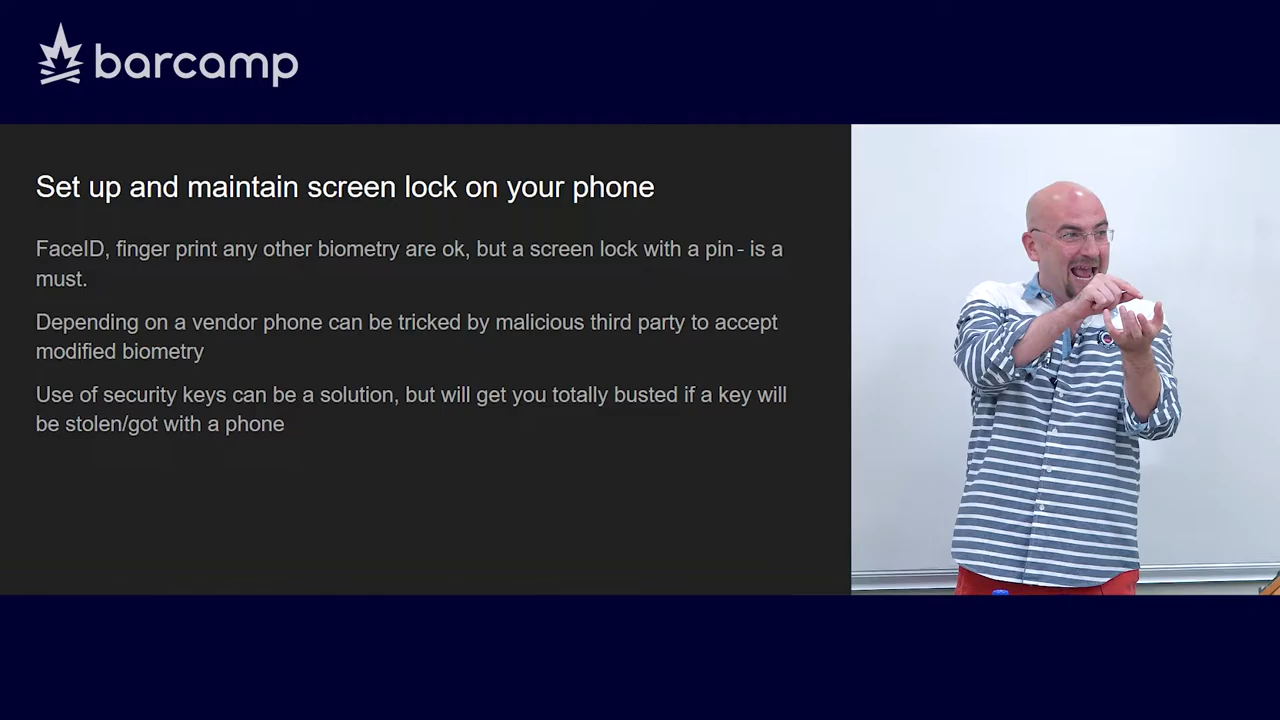 barcamp
Set up and maintain screen lock on your phone
FaceID, finger print any other biometry are ok, but a screen lock with a pin - is a
must.
Depending on a vendor phone can be tricked by malicious third party to accept
modified biometry
Use of security keys can be a solution, but will get you totally busted if a key will
be stolen/got with a phone